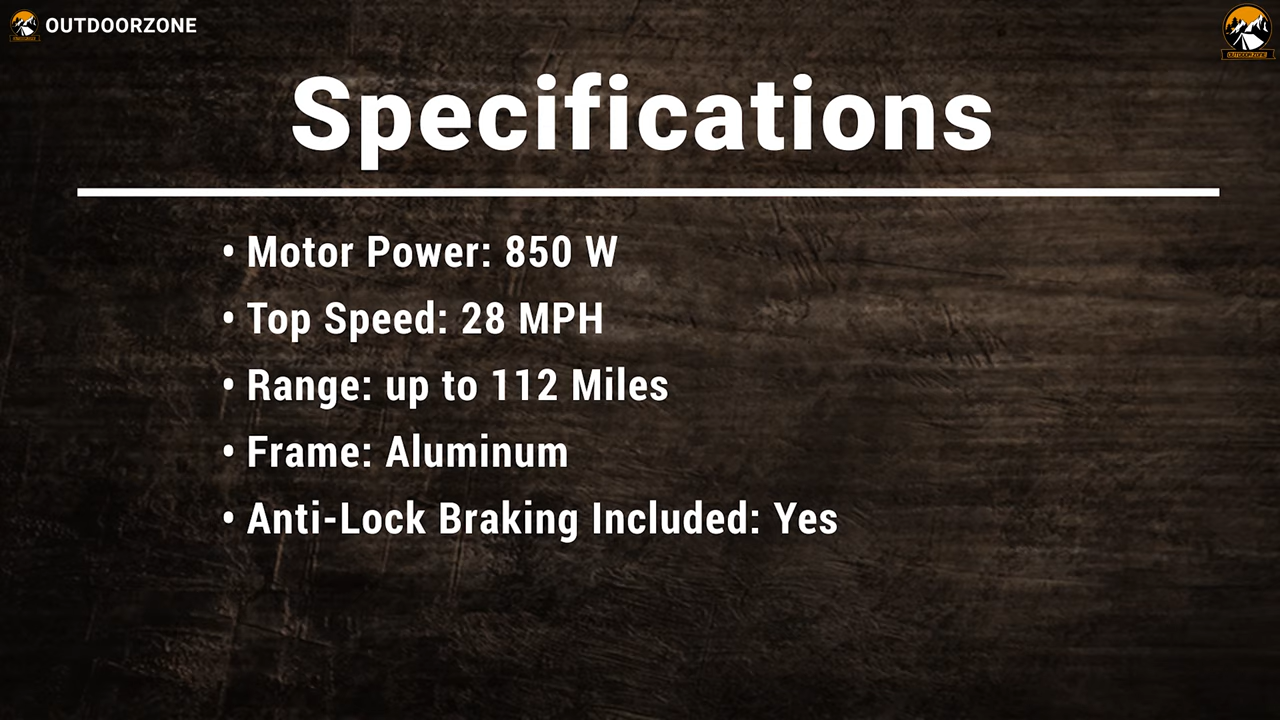 OUTDOORZONE
Specifications
• Motor Power: 850 W
• Top Speed: 28 MPH
• Range: up to 112 Miles
• Frame: Aluminum
• Anti-Lock Braking Included: Yes
OUTDOORZONE